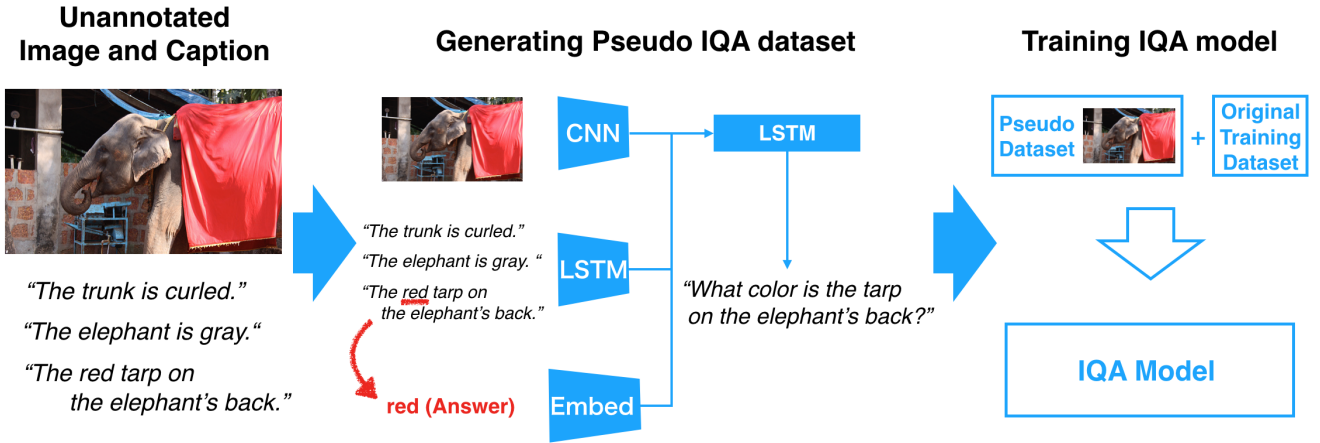 Unannotated
Image and Caption
“The trunk is curled.”
“The elephant is gray.“
“The red tarp on
the elephant’s back.”
Generating Pseudo IQA dataset
“The trunk is curled.”
“The elephant is gray. “
“The red tarp on
the elephant’s back.”
red (Answer)
CNN
LSTM
Embed
LSTM
“What color is the tarp
on the elephant’s back?”
Training IQA model
Pseudo
Dataset
+
Original
Training
Dataset
IQA Model